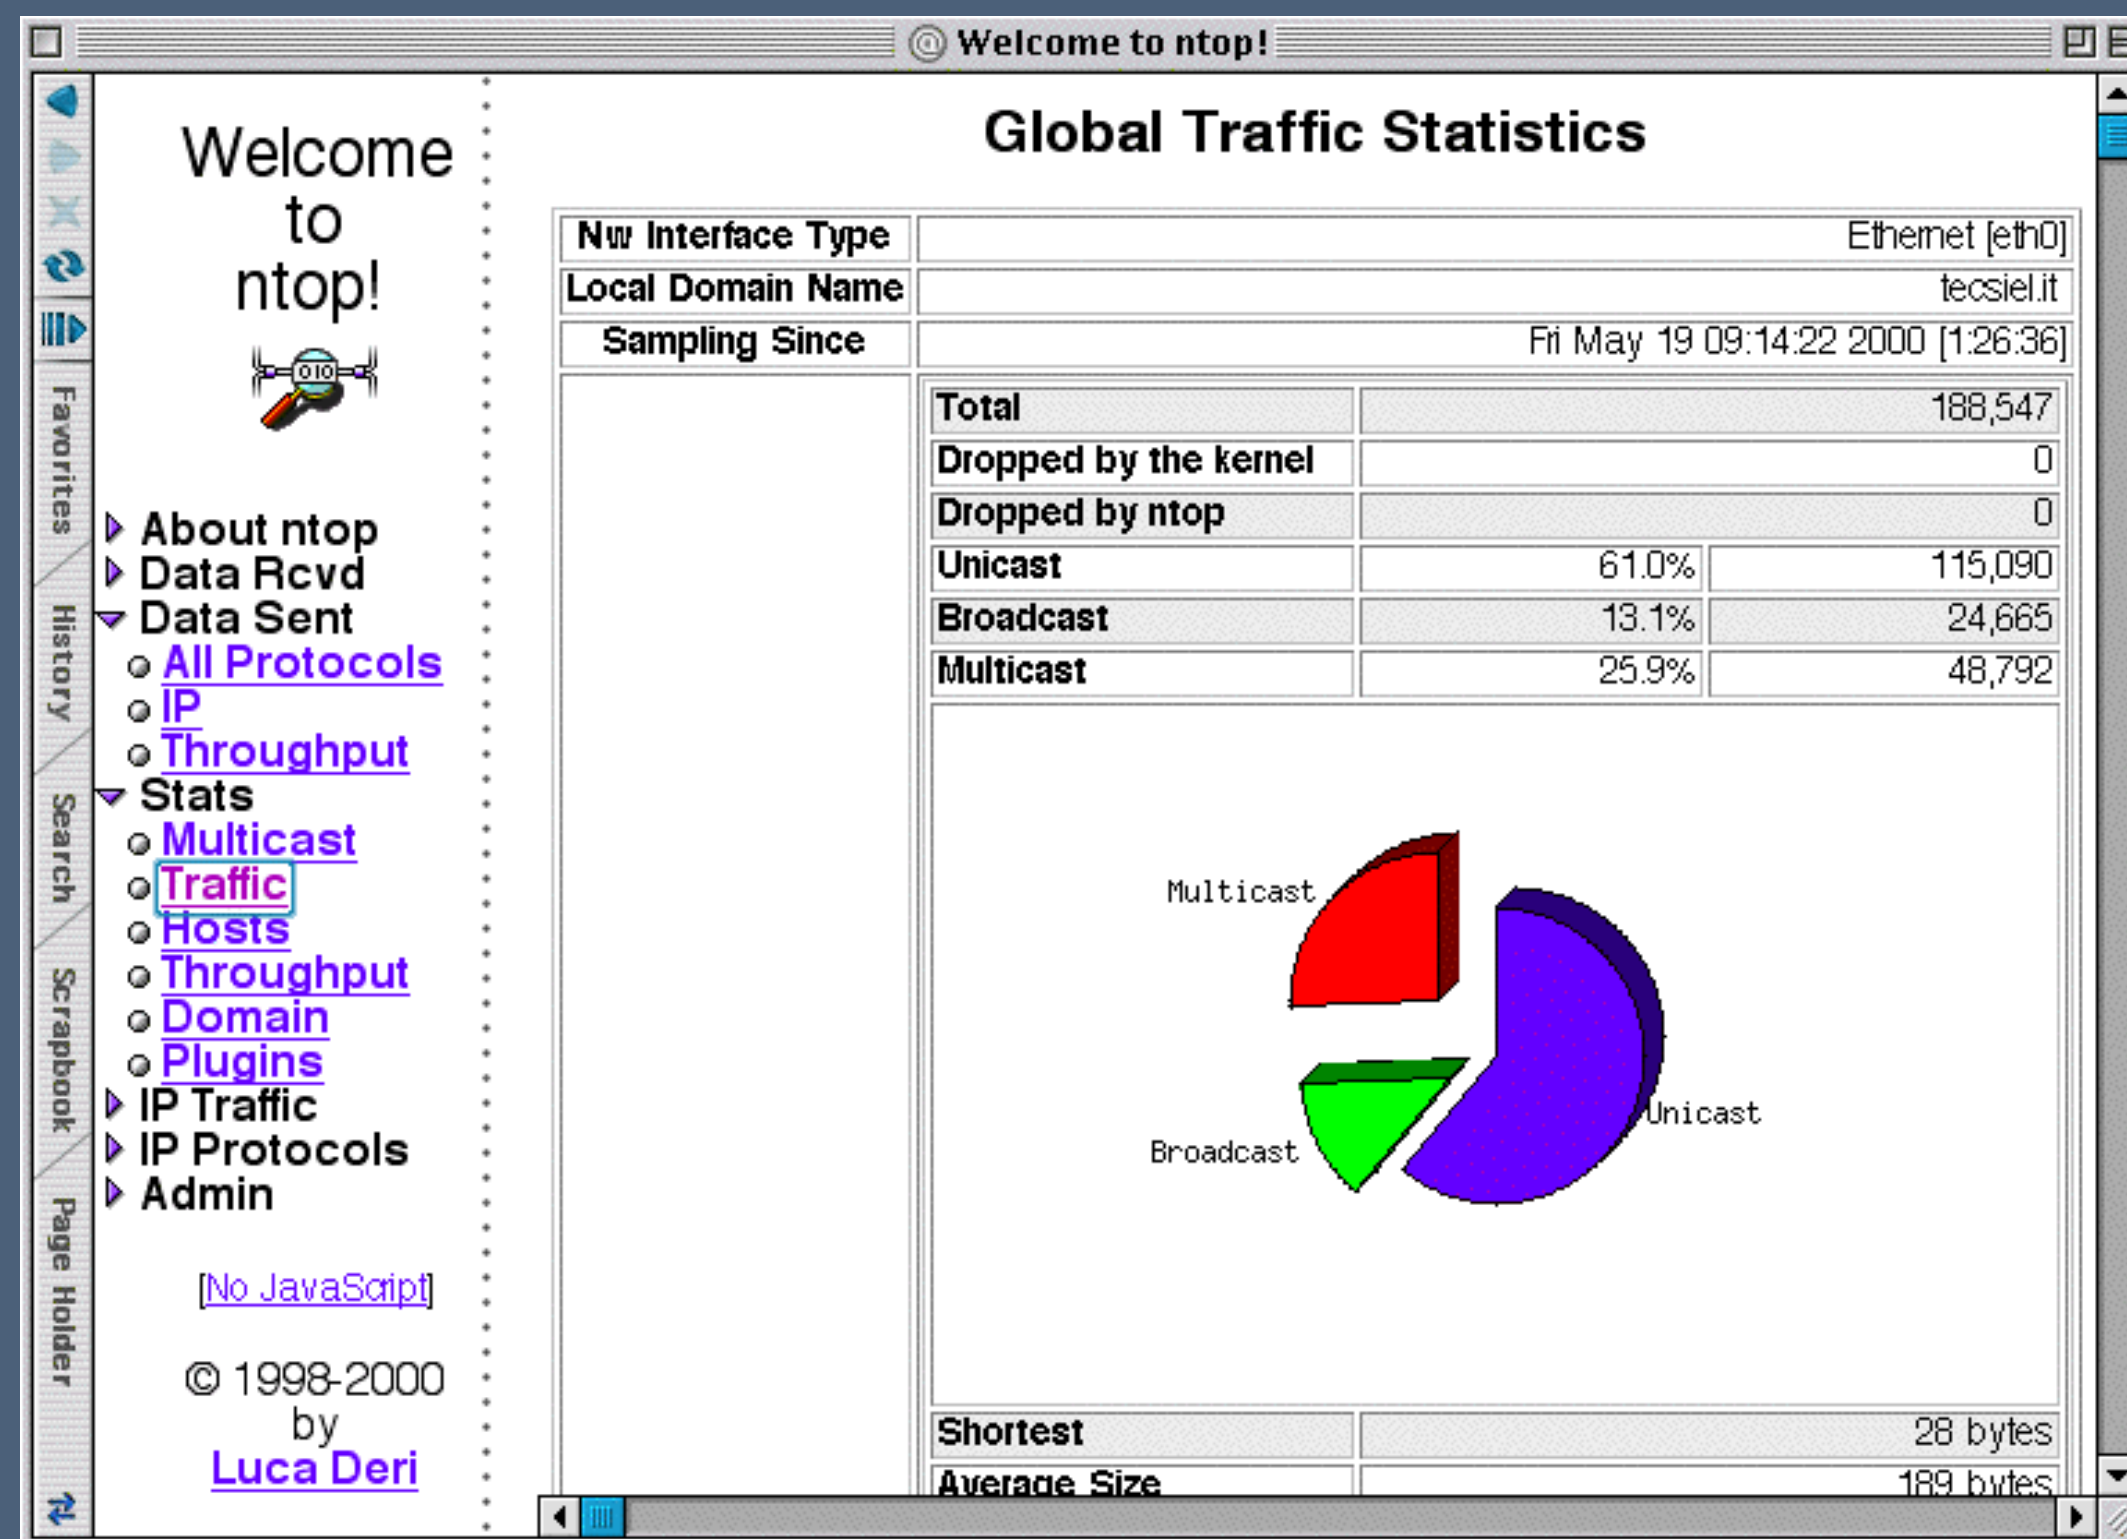 Welcome to ntop!
Favorites
History
Search
Scrapbook
Page Holder
Welcome
to
ntop!
010
About ntop
Data Rcvd
Data Sent
All Protocols
IP
Throughput
Stats
Multicast
Traffic
Hosts
Throughput
Domain
Plugins
IP Traffic
IP Protocols
Admin
[No JavaScript]
© 1998-2000
by
Luca Deri
Global Traffic Statistics
Nw Interface Type Ethernet [eth0]
Local Domain Name tecsiel.it
Sampling Since Fri May 19 09:14:22 2000 [1:26:36]
Total 188,547
Dropped by the kernel 0
Dropped by ntop 0
Unicast 61.0% 115,090
Broadcast 13.1% 24,665
Multicast 25.9% 48,792
Multicast
Unicast
Broadcast
Shortest 28 bytes
Average Size 189 bytes